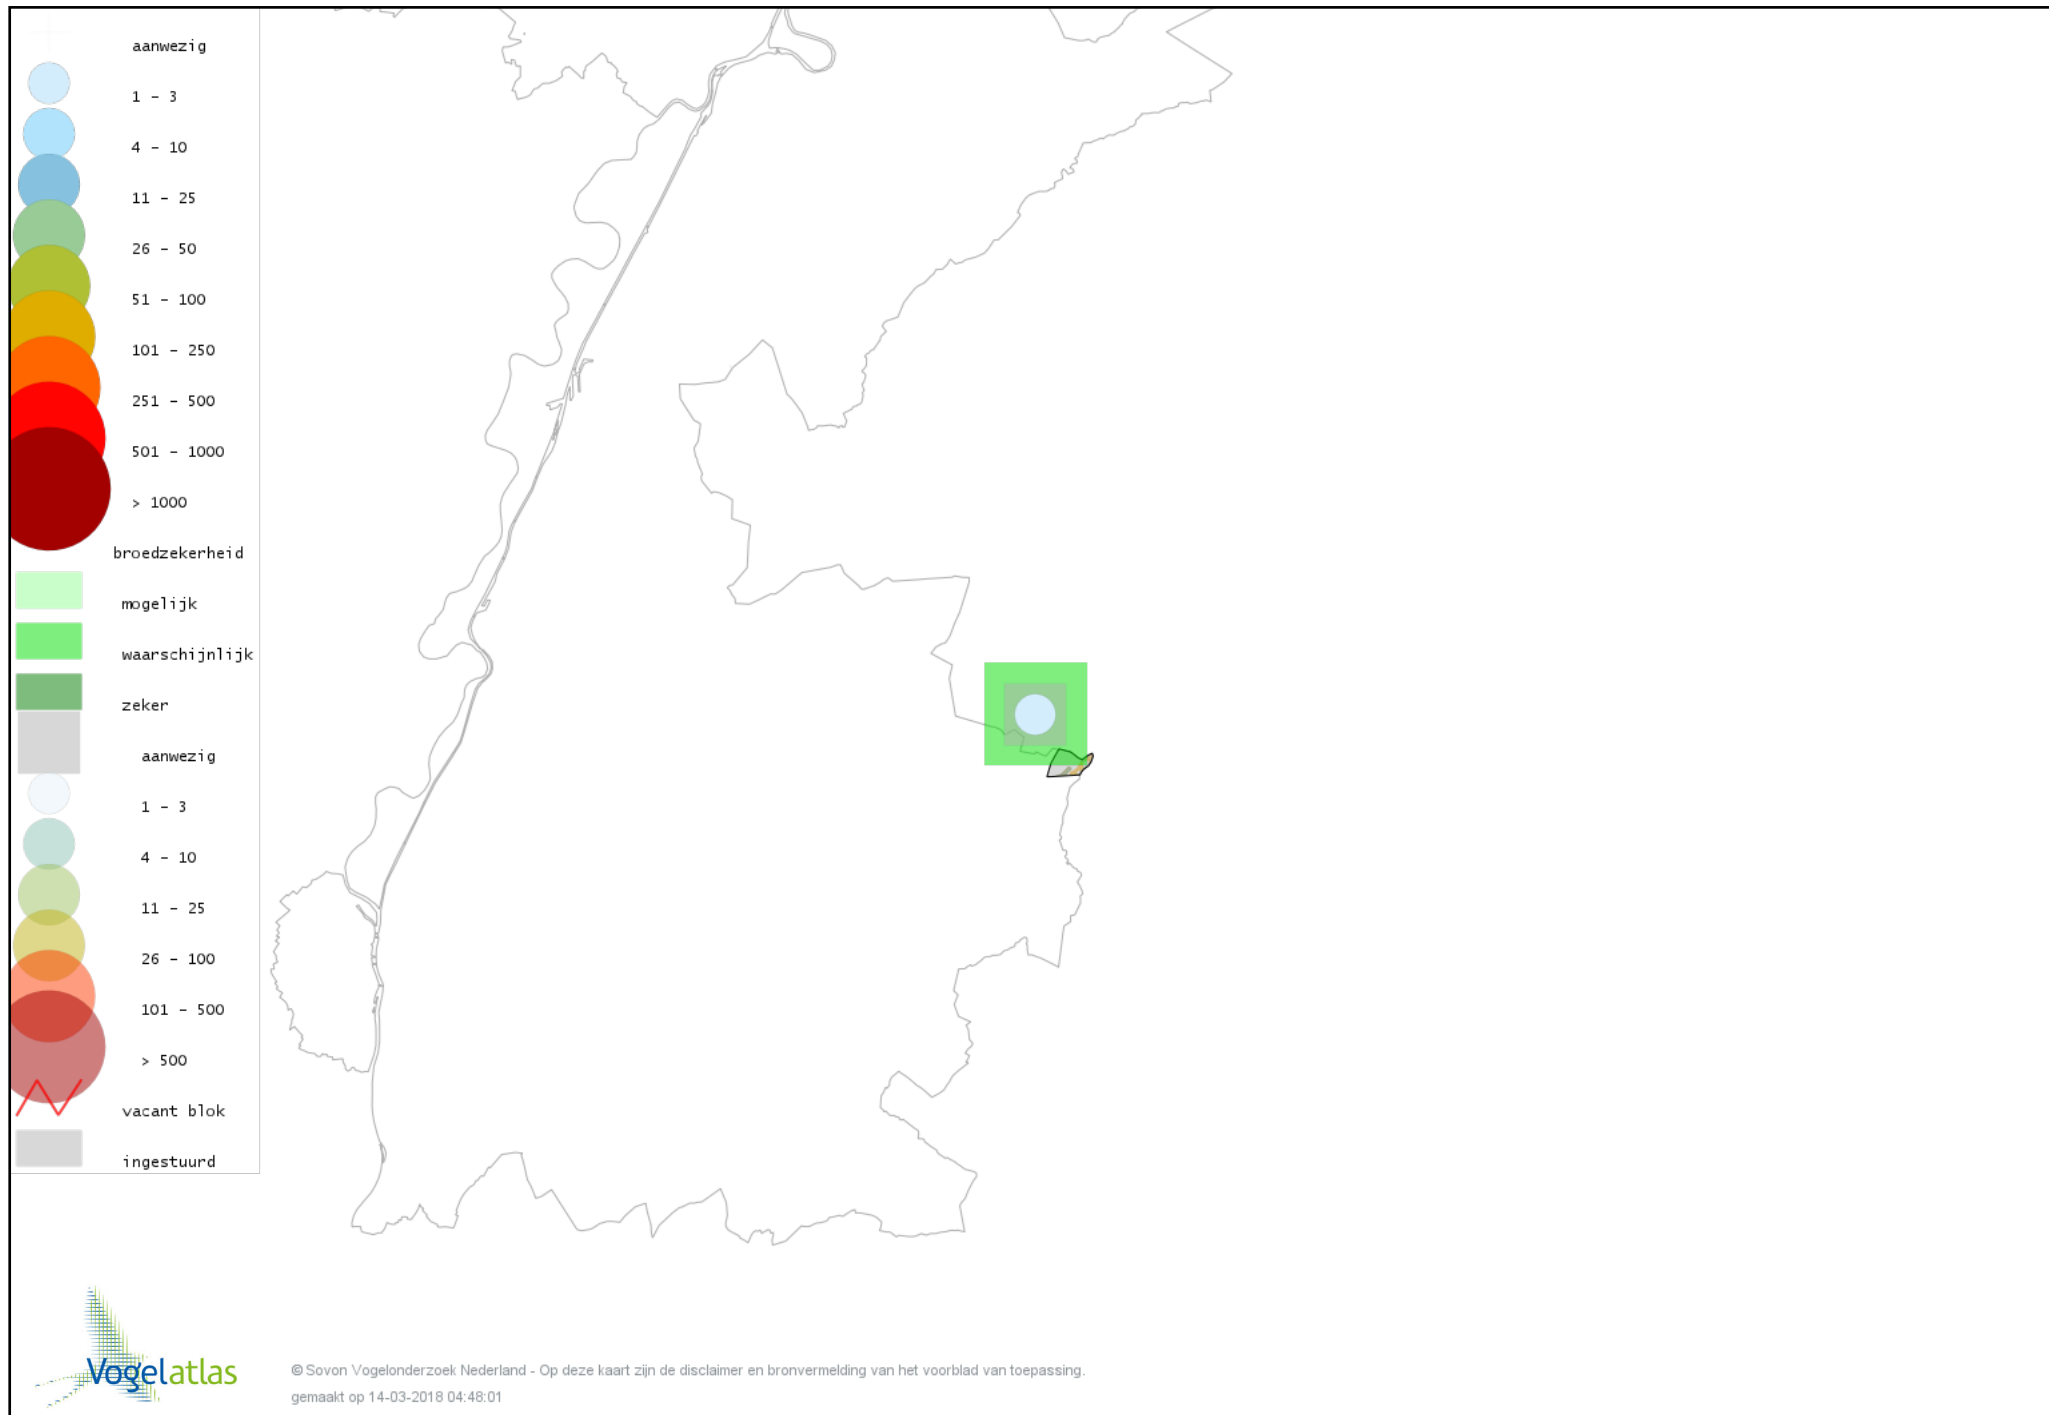 aanwezig
1 - 3
4 - 10
11 - 25
26 - 50
51 - 100
101 - 250
251 - 500
501 - 1000
> 1000
broedzekerheid
mogelijk
waarschijnlijk
zeker
aanwezig
1 - 3
4 - 10
11 - 25
26 - 100
101 - 500
> 500
vacant blok
ingestuurd
Vogelatlas
© Sovon Vogelonderzoek Nederland - Op deze kaart zijn de disclaimer en bronvermelding van het voorblad van toepassing.
gemaakt op 14-03-2018 04:48:01